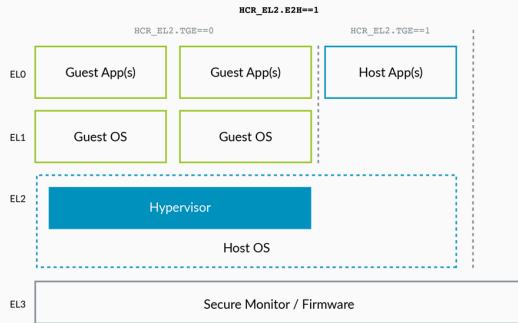 HCR_EL2.E2H==1
HCR_EL2.TGE==0 HCR_EL2.TGE==1
EL0 Guest App(s) Guest App(s) Host App(s)
EL1 Guest OS Guest OS
EL2 Hypervisor
Host OS
EL3 Secure Monitor / Firmware